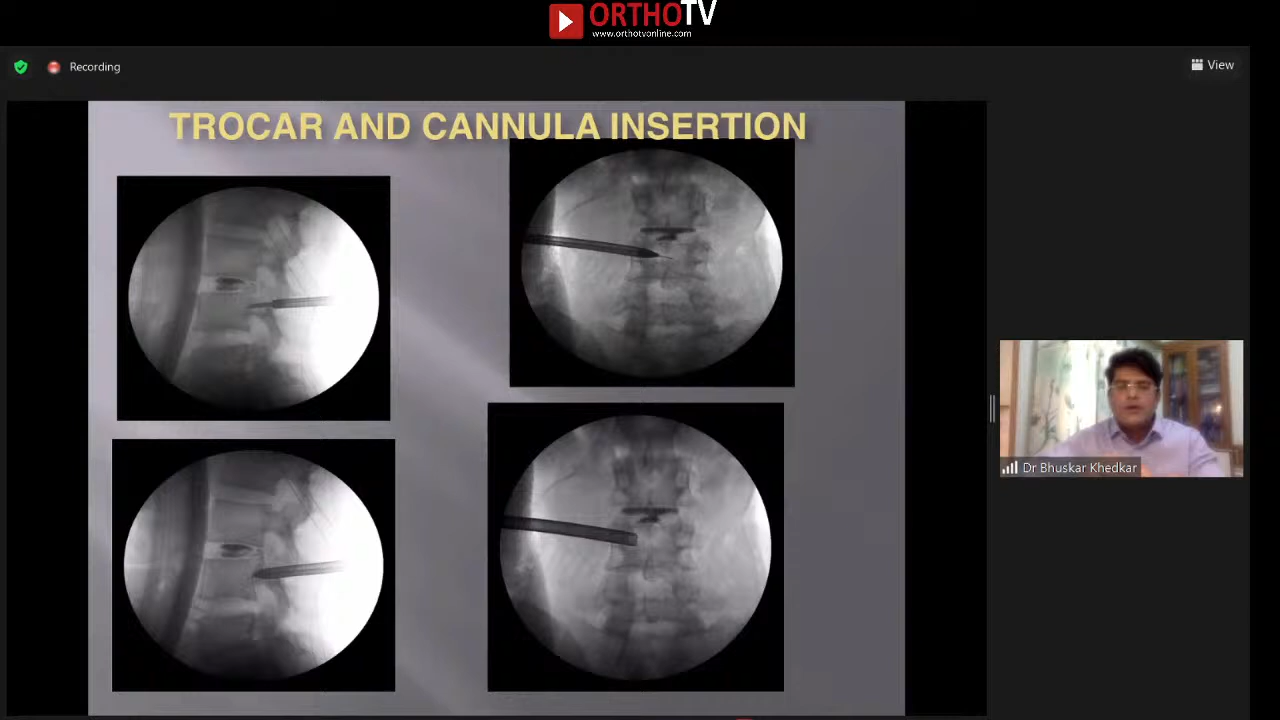 ORTHOTV
www.orthotvonline.com
Recording
View
TROCAR AND CANNULA INSERTION
Dr Bhuskar Khedkar